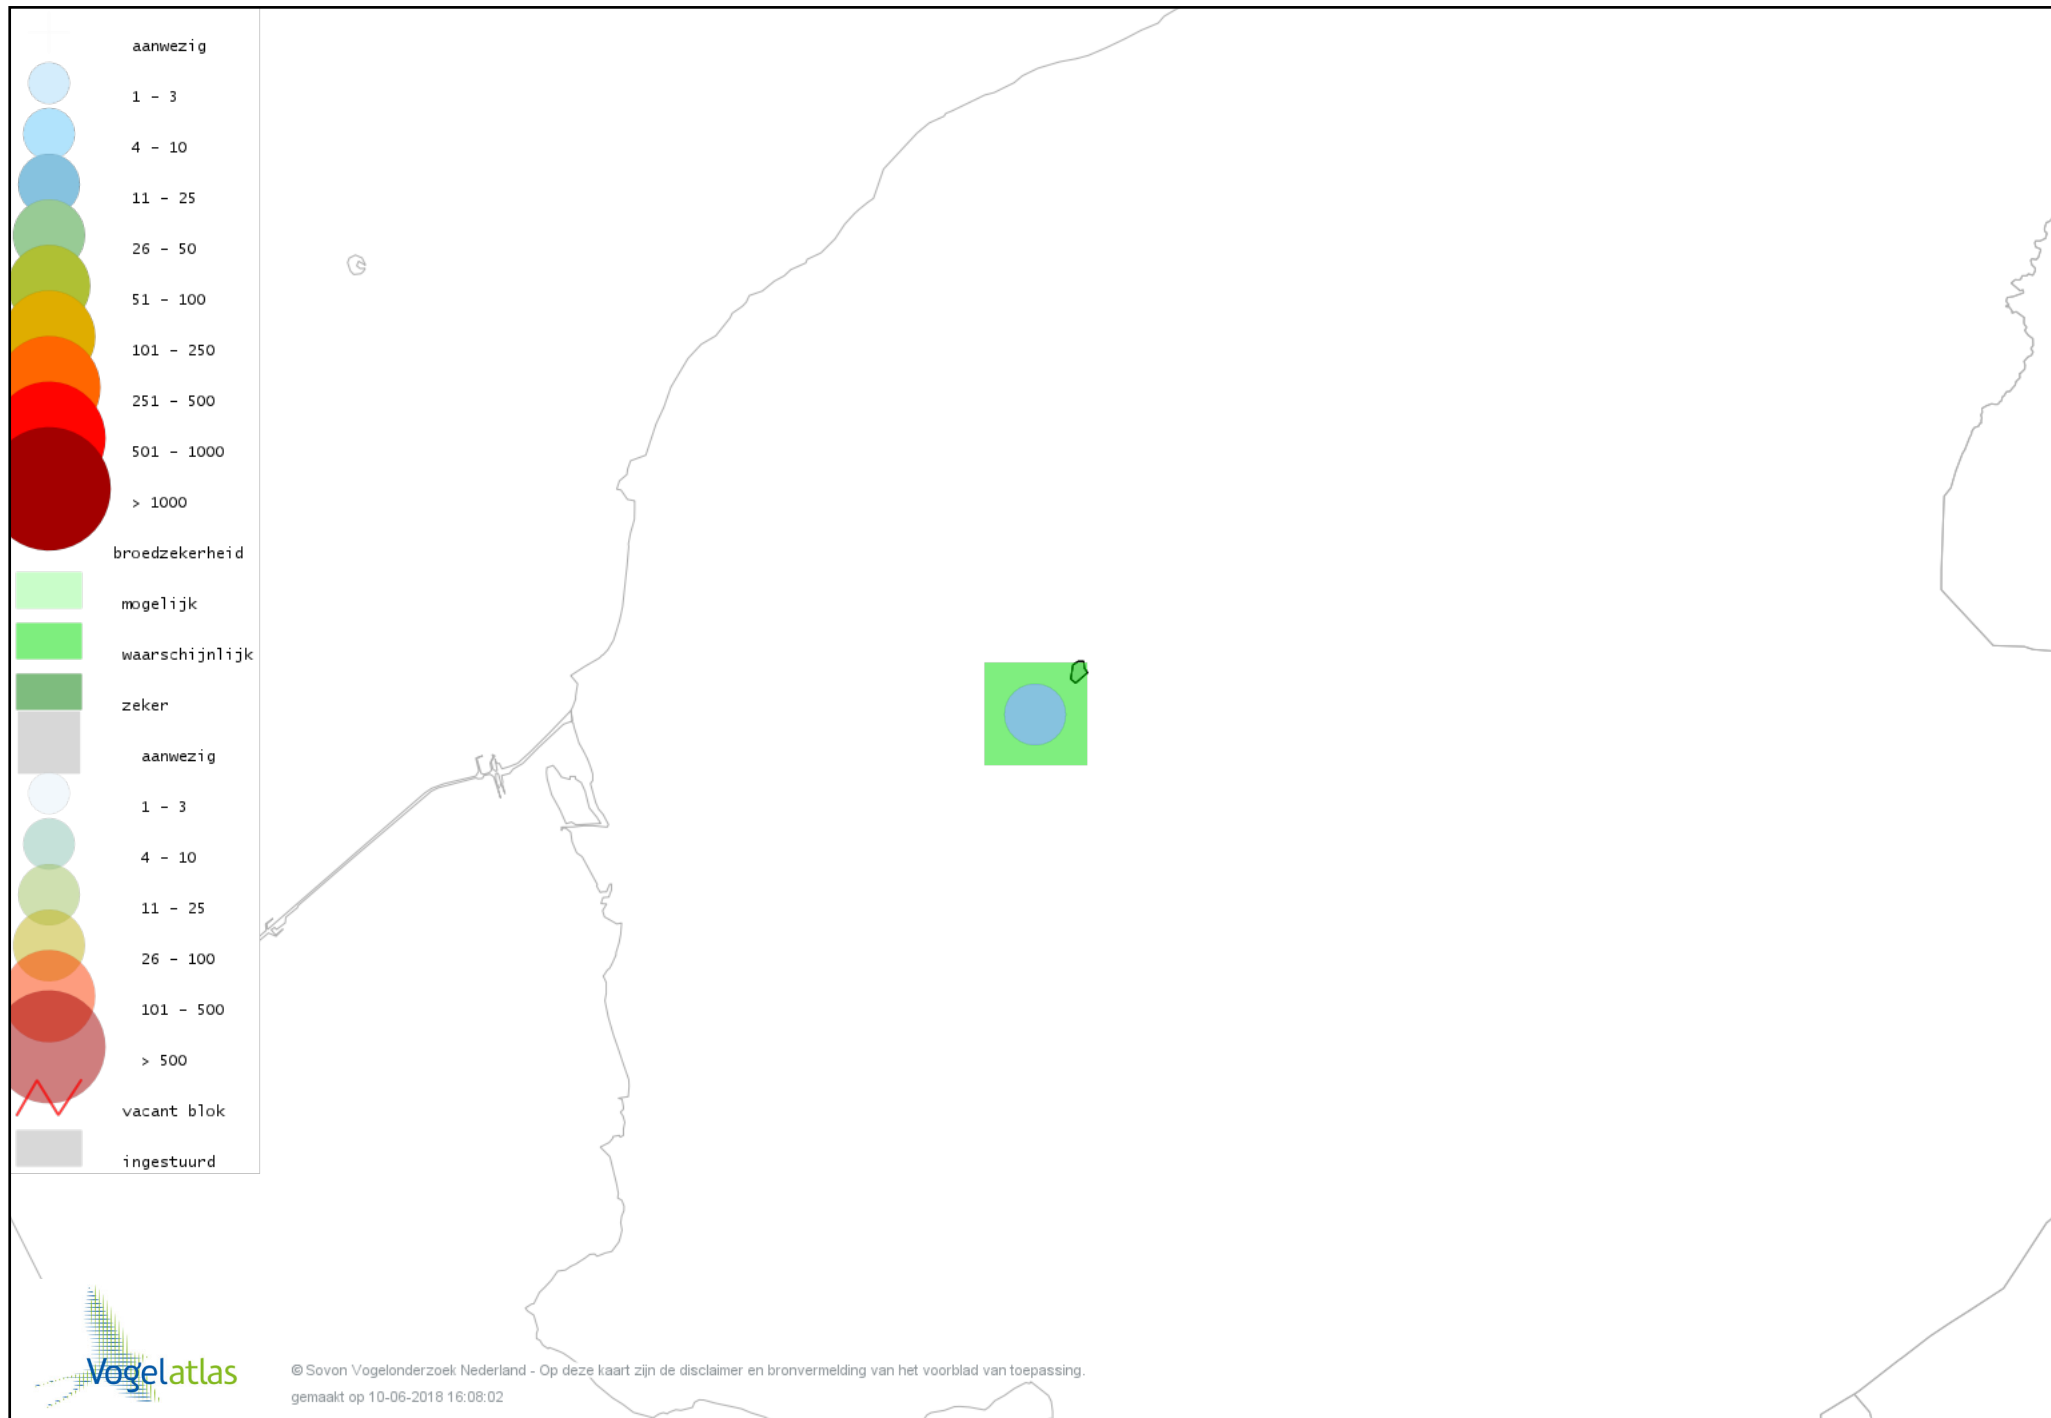 aanwezig
1 - 3
4 - 10
11 - 25
26 - 50
51 - 100
101 - 250
251 - 500
501 - 1000
> 1000
broedzekerheid
mogelijk
waarschijnlijk
zeker
aanwezig
1 - 3
4 - 10
11 - 25
26 - 100
101 - 500
> 500
vacant blok
ingestuurd
Vogelatlas
© Sovon Vogelonderzoek Nederland - Op deze kaart zijn de disclaimer en bronvermelding van het voorblad van toepassing.
gemaakt op 10-06-2018 16:08:02